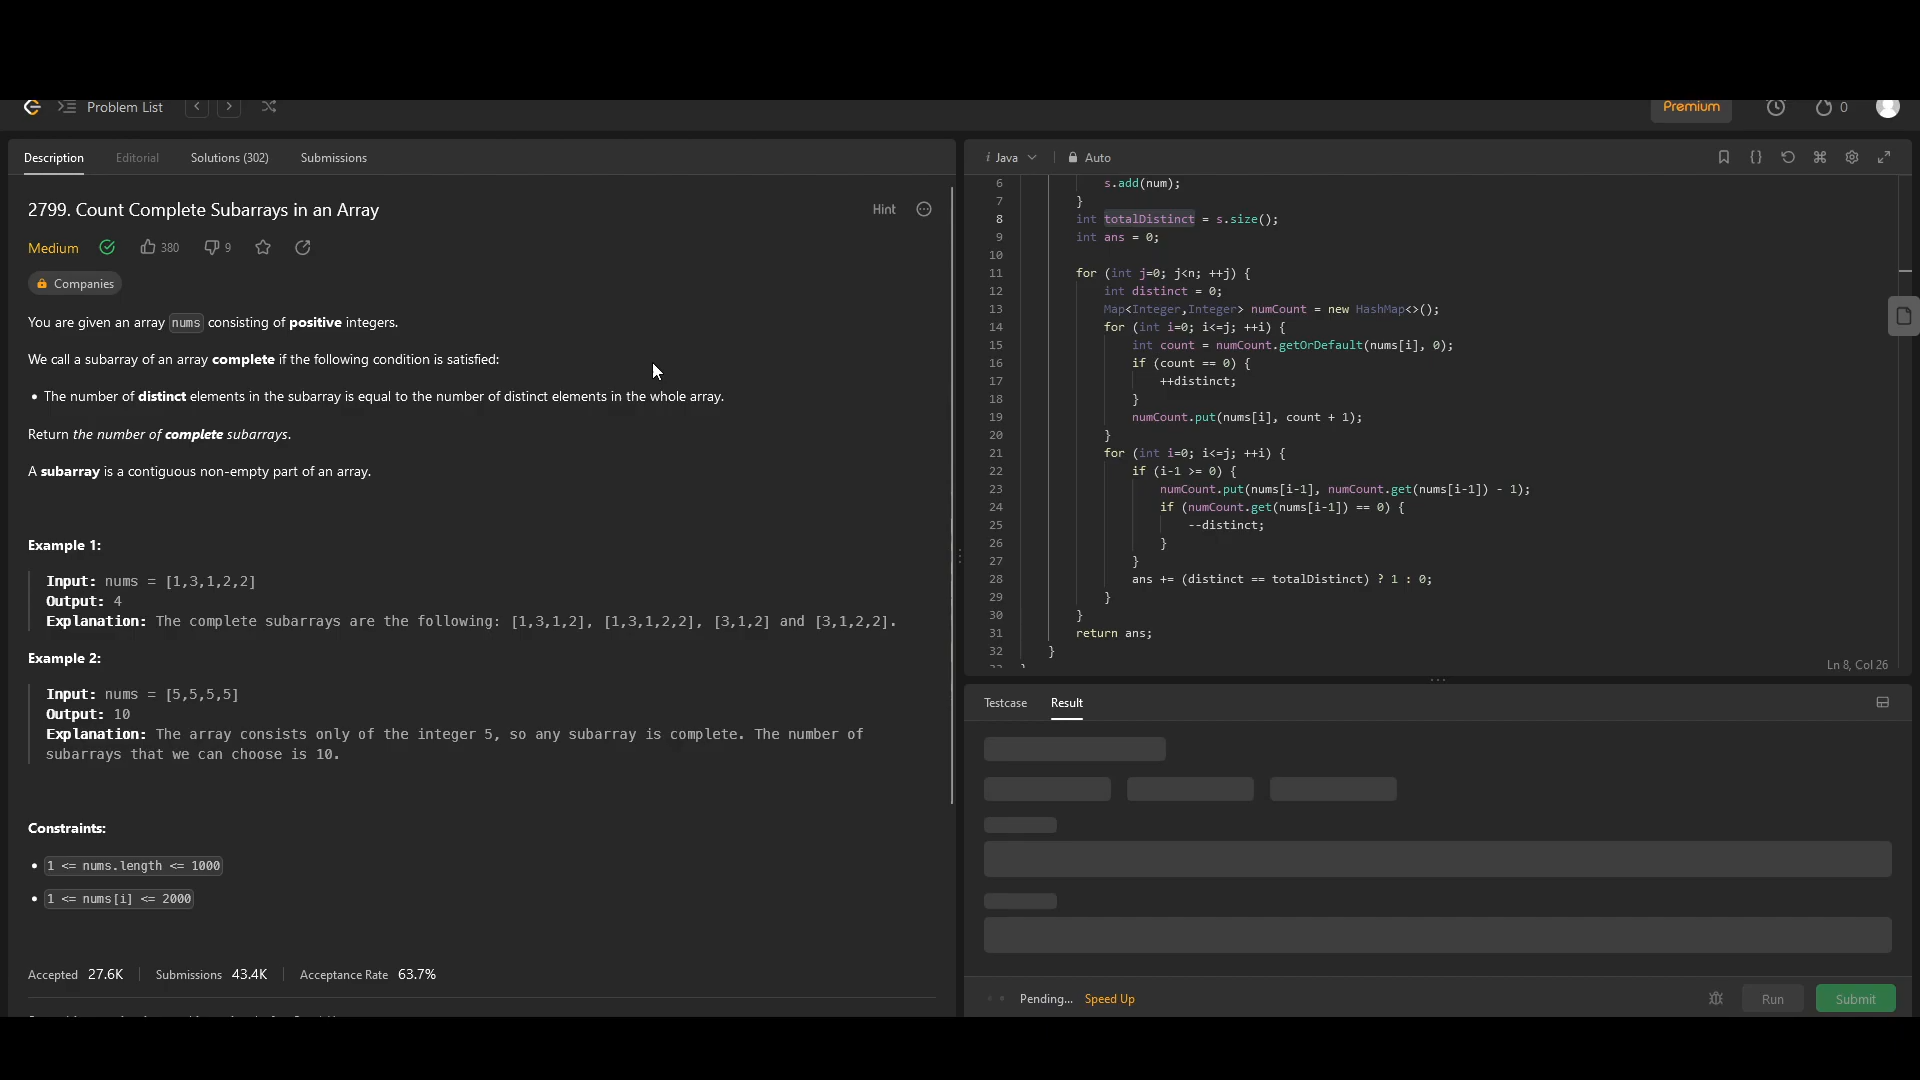 Problem List
Premium
0
Description Editorial Solutions (302) Submissions
2799. Count Complete Subarrays in an Array
Hint
Medium 380 9
Companies
You are given an array nums consisting of positive integers.
We call a subarray of an array complete if the following condition is satisfied:
• The number of distinct elements in the subarray is equal to the number of distinct elements in the whole array.
Return the number of complete subarrays.
A subarray is a contiguous non-empty part of an array.
Example 1:
Input: nums = [1,3,1,2,2]
Output: 4
Explanation: The complete subarrays are the following: [1,3,1,2], [1,3,1,2,2], [3,1,2] and [3,1,2,2].
Example 2:
Input: nums = [5,5,5,5]
Output: 10
Explanation: The array consists only of the integer 5, so any subarray is complete. The number of
subarrays that we can choose is 10.
Constraints:
• 1 <= nums.length <= 1000
• 1 <= nums[i] <= 2000
Accepted 27.6K Submissions 43.4K Acceptance Rate 63.7%
i Java Auto
6 s.add(num);
7 }
8 int totalDistinct = s.size();
9 int ans = 0;
10
11 for (int j=0; j<n; ++j) {
12 int distinct = 0;
13 Map<Integer,Integer> numCount = new HashMap<>();
14 for (int i=0; i<=j; ++i) {
15 int count = numCount.getOrDefault(nums[i], 0);
16 if (count == 0) {
17 ++distinct;
18 }
19 numCount.put(nums[i], count + 1);
20 }
21 for (int i=0; i<=j; ++i) {
22 if (i-1 >= 0) {
23 numCount.put(nums[i-1], numCount.get(nums[i-1]) - 1);
24 if (numCount.get(nums[i-1]) == 0) {
25 --distinct;
26 }
27 }
28 ans += (distinct == totalDistinct) ? 1 : 0;
29 }
30 }
31 return ans;
32 }
Ln 8, Col 26
Testcase Result
Pending... Speed Up
Run Submit